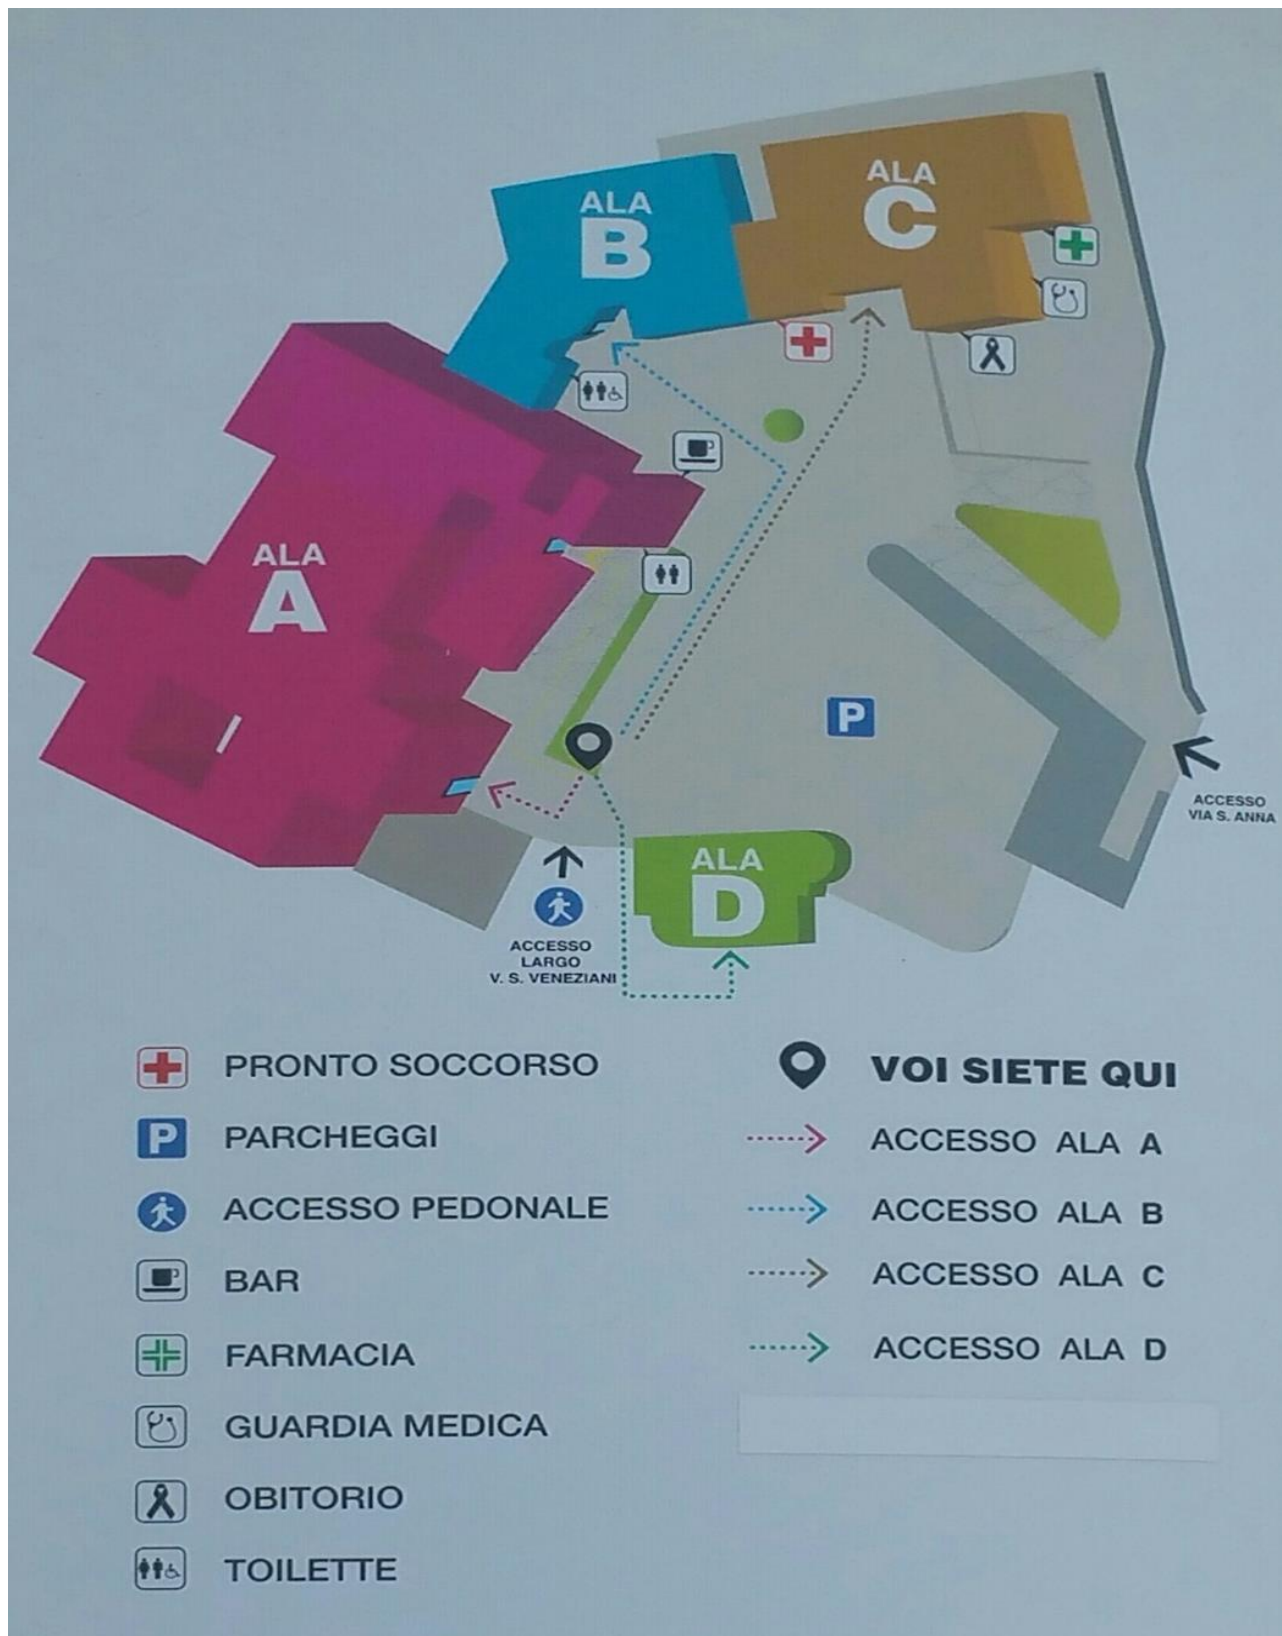 ALA
C
ALA
B
ALA
A
P
ACCESSO
VIA S. ANNA
ALA
D
ACCESSO
LARGO
V. S. VENEZIANI
PRONTO SOCCORSO
P PARCHEGGI
ACCESSO PEDONALE
BAR
FARMACIA
GUARDIA MEDICA
OBITORIO
TOILETTE
VOI SIETE QUI
ACCESSO ALA A
ACCESSO ALA B
ACCESSO ALA C
ACCESSO ALA D